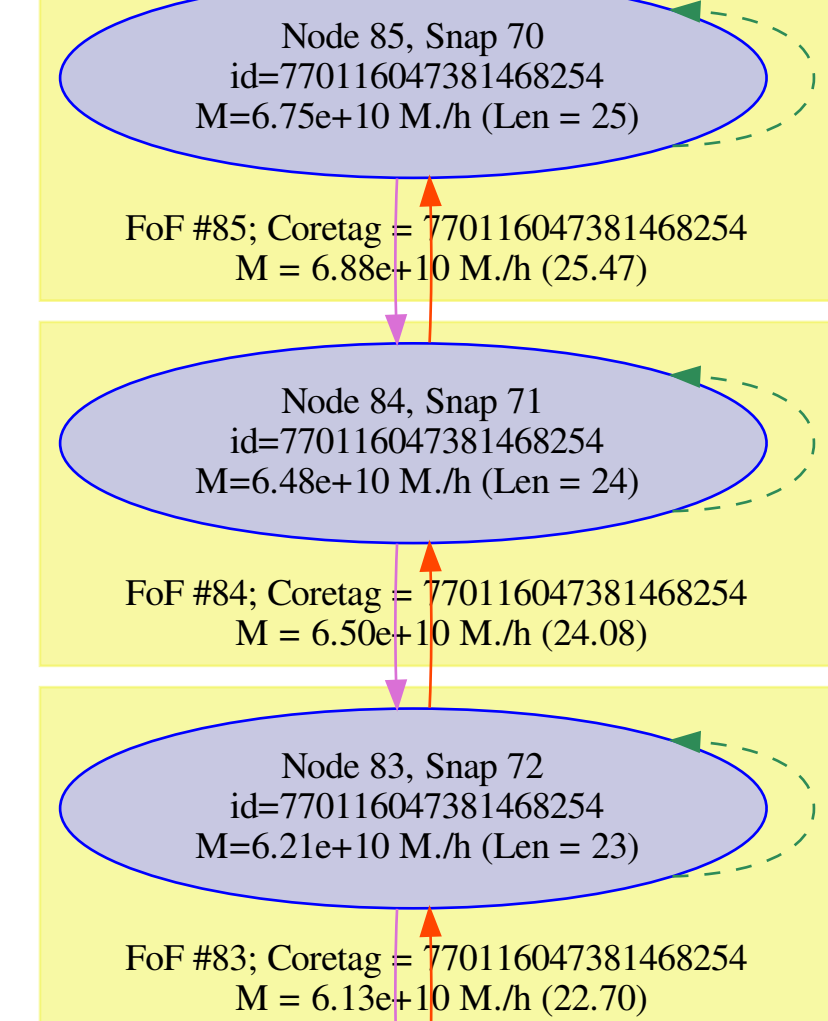 Node 85, Snap 70
id=770116047381468254
M=6.75e+10 M./h (Len = 25)
FoF #85; Coretag = 770116047381468254
M = 6.88e+10 M./h (25.47)
Node 84, Snap 71
id=770116047381468254
M=6.48e+10 M./h (Len = 24)
FoF #84; Coretag = 770116047381468254
M = 6.50e+10 M./h (24.08)
Node 83, Snap 72
id=770116047381468254
M=6.21e+10 M./h (Len = 23)
FoF #83; Coretag = 770116047381468254
M = 6.13e+10 M./h (22.70)